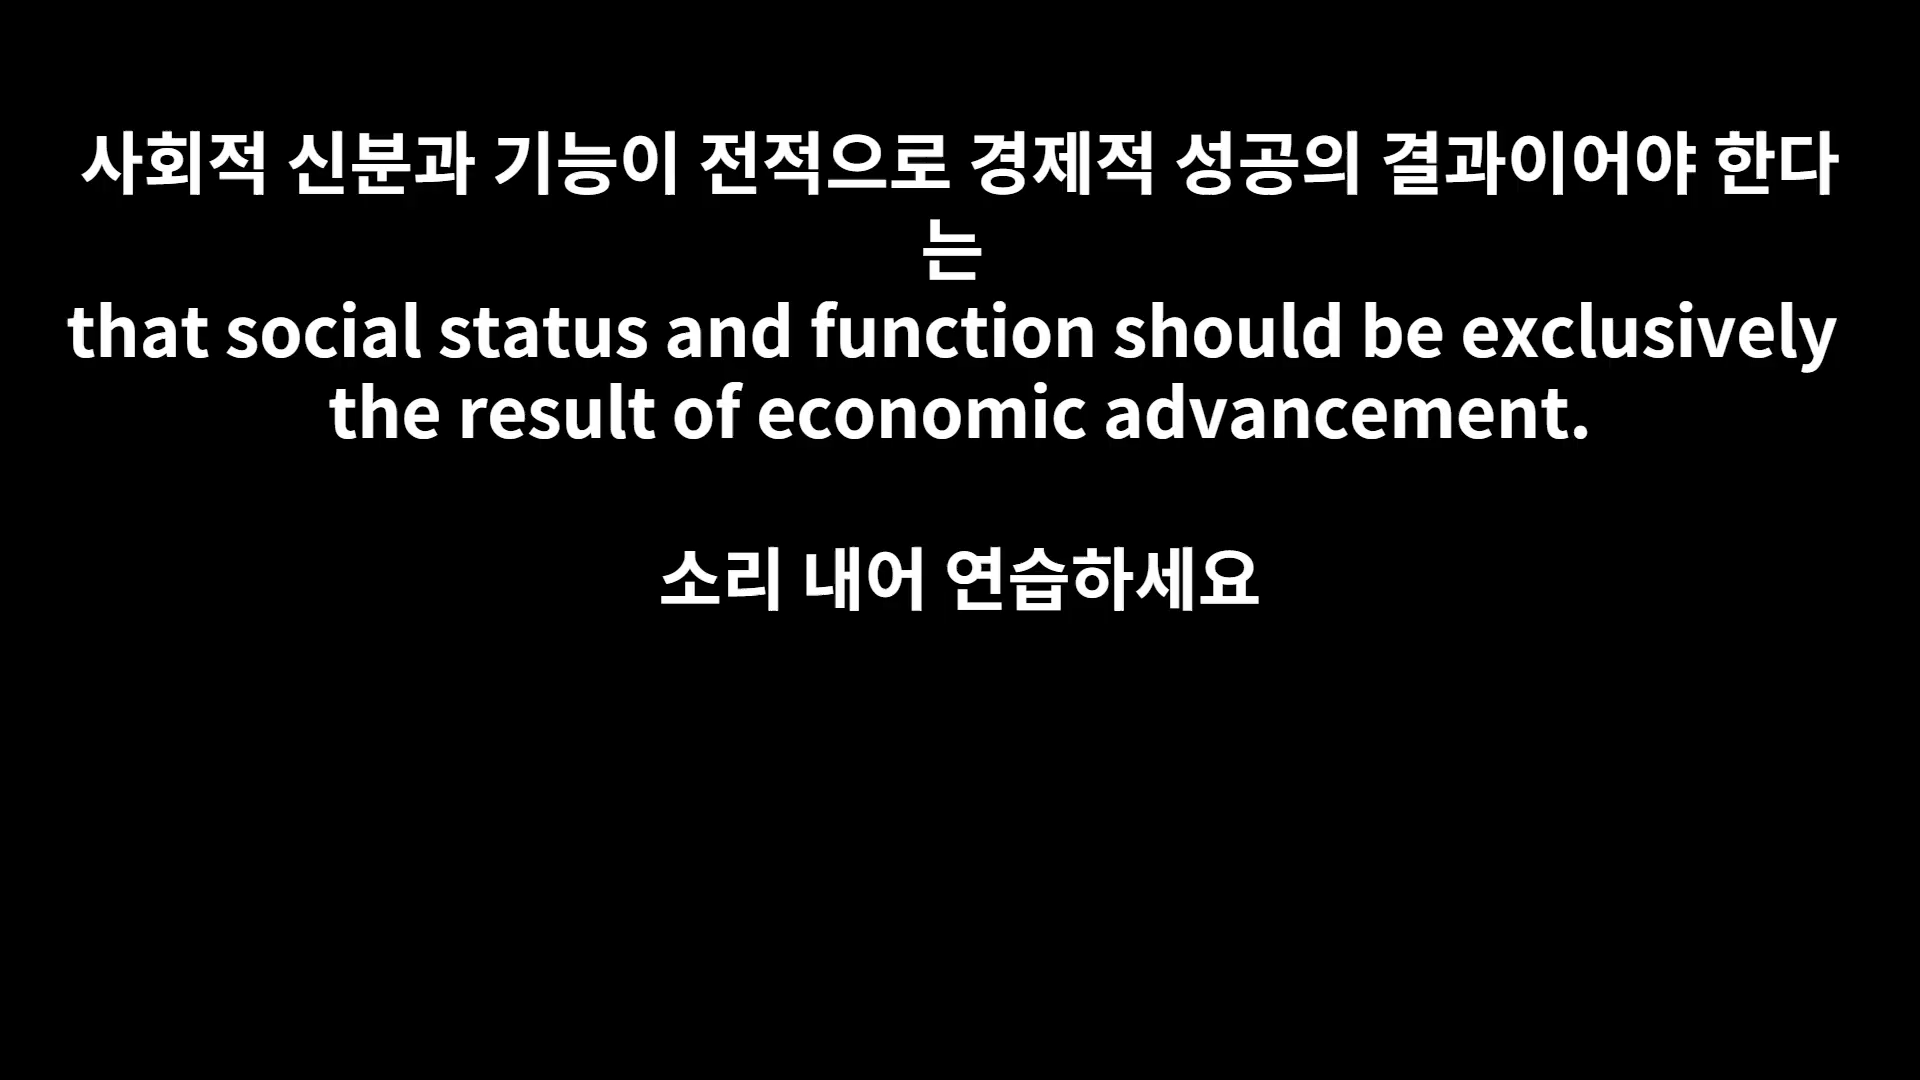 사회적 신분과 기능이 전적으로 경제적 성공의 결과이어야 한다
는
that social status and function should be exclusively
the result of economic advancement.
소리 내어 연습하세요